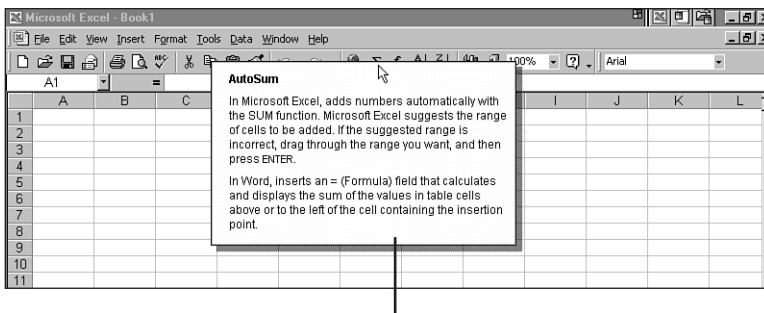 Microsoft Excel - Book1
File Edit View Insert Format Tools Data Window Help
100% Arial
A1 =
A B C I J K L
1
2
3
4
5
6
7
8
9
10
11
AutoSum
In Microsoft Excel, adds numbers automatically with
the SUM function. Microsoft Excel suggests the range
of cells to be added. If the suggested range is
incorrect, drag through the range you want, and then
press ENTER.
In Word, inserts an = (Formula) field that calculates
and displays the sum of the values in table cells
above or to the left of the cell containing the insertion
point.